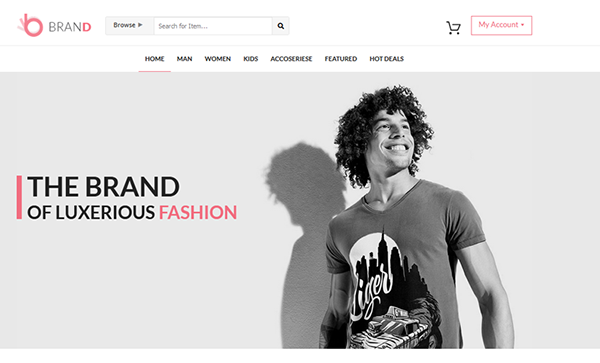 BRAND
Browse
Search for Item...
My Account
HOME MAN WOMEN KIDS ACCOSERIESE FEATURED HOT DEALS
THE BRAND
OF LUXERIOUS FASHION
Liger